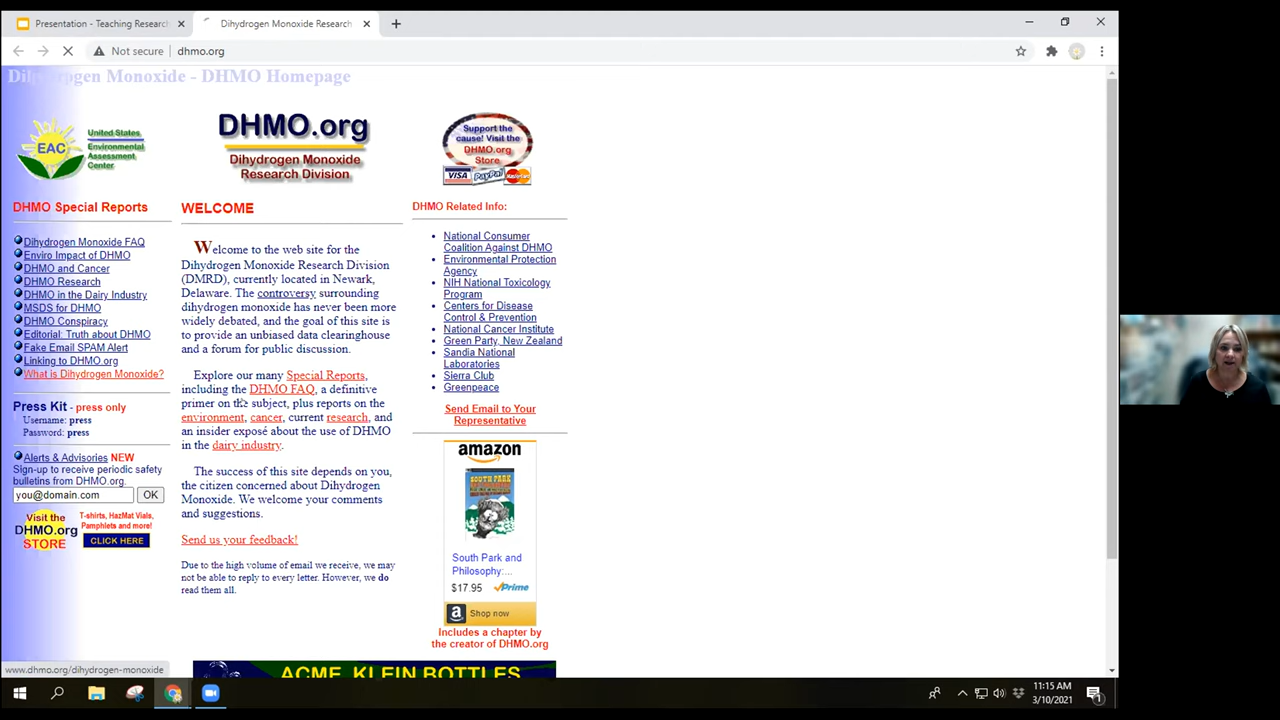 Presentation - Teaching Research
Dihydrogen Monoxide Research
Not secure
dhmo.org
Dihydrogen Monoxide - DHMO Homepage
EAC
United States
Environmental
Assessment
Center
DHMO.org
Dihydrogen Monoxide
Research Division
Support the
cause! Visit the
DHMO.org
Store
VISA PayPal MasterCard
DHMO Special Reports
Dihydrogen Monoxide FAQ
Enviro Impact of DHMO
DHMO and Cancer
DHMO Research
DHMO in the Dairy Industry
MSDS for DHMO
DHMO Conspiracy
Editorial: Truth about DHMO
Fake Email SPAM Alert
Linking to DHMO org
What is Dihydrogen Monoxide?
Press Kit - press only
Username: press
Password: press
Alerts & Advisories NEW
Sign-up to receive periodic safety
bulletins from DHMO.org.
you@domain.com
OK
Visit the
DHMO.org
STORE
T-shirts, HazMat Vials,
Pamphlets and more!
CLICK HERE
WELCOME
Welcome to the web site for the
Dihydrogen Monoxide Research Division
(DMRD), currently located in Newark,
Delaware. The controversy surrounding
dihydrogen monoxide has never been more
widely debated, and the goal of this site is
to provide an unbiased data clearinghouse
and a forum for public discussion.
Explore our many Special Reports,
including the DHMO FAQ, a definitive
primer on the subject, plus reports on the
environment, cancer, current research, and
an insider exposé about the use of DHMO
in the dairy industry.
The success of this site depends on you,
the citizen concerned about Dihydrogen
Monoxide. We welcome your comments
and suggestions.
Send us your feedback!
Due to the high volume of email we receive, we may
not be able to reply to every letter. However, we do
read them all.
DHMO Related Info:
National Consumer
Coalition Against DHMO
Environmental Protection
Agency
NIH National Toxicology
Program
Centers for Disease
Control & Prevention
National Cancer Institute
Green Party, New Zealand
Sandia National
Laboratories
Sierra Club
Greenpeace
Send Email to Your
Representative
amazon
SOUTH PARK
South Park and
Philosophy:...
$17.95 Prime
a Shop now
Includes a chapter by
the creator of DHMO.org
ACME KLEIN BOTTLES
www.dhmo.org/dihydrogen-monoxide
11:15 AM
3/10/2021
1